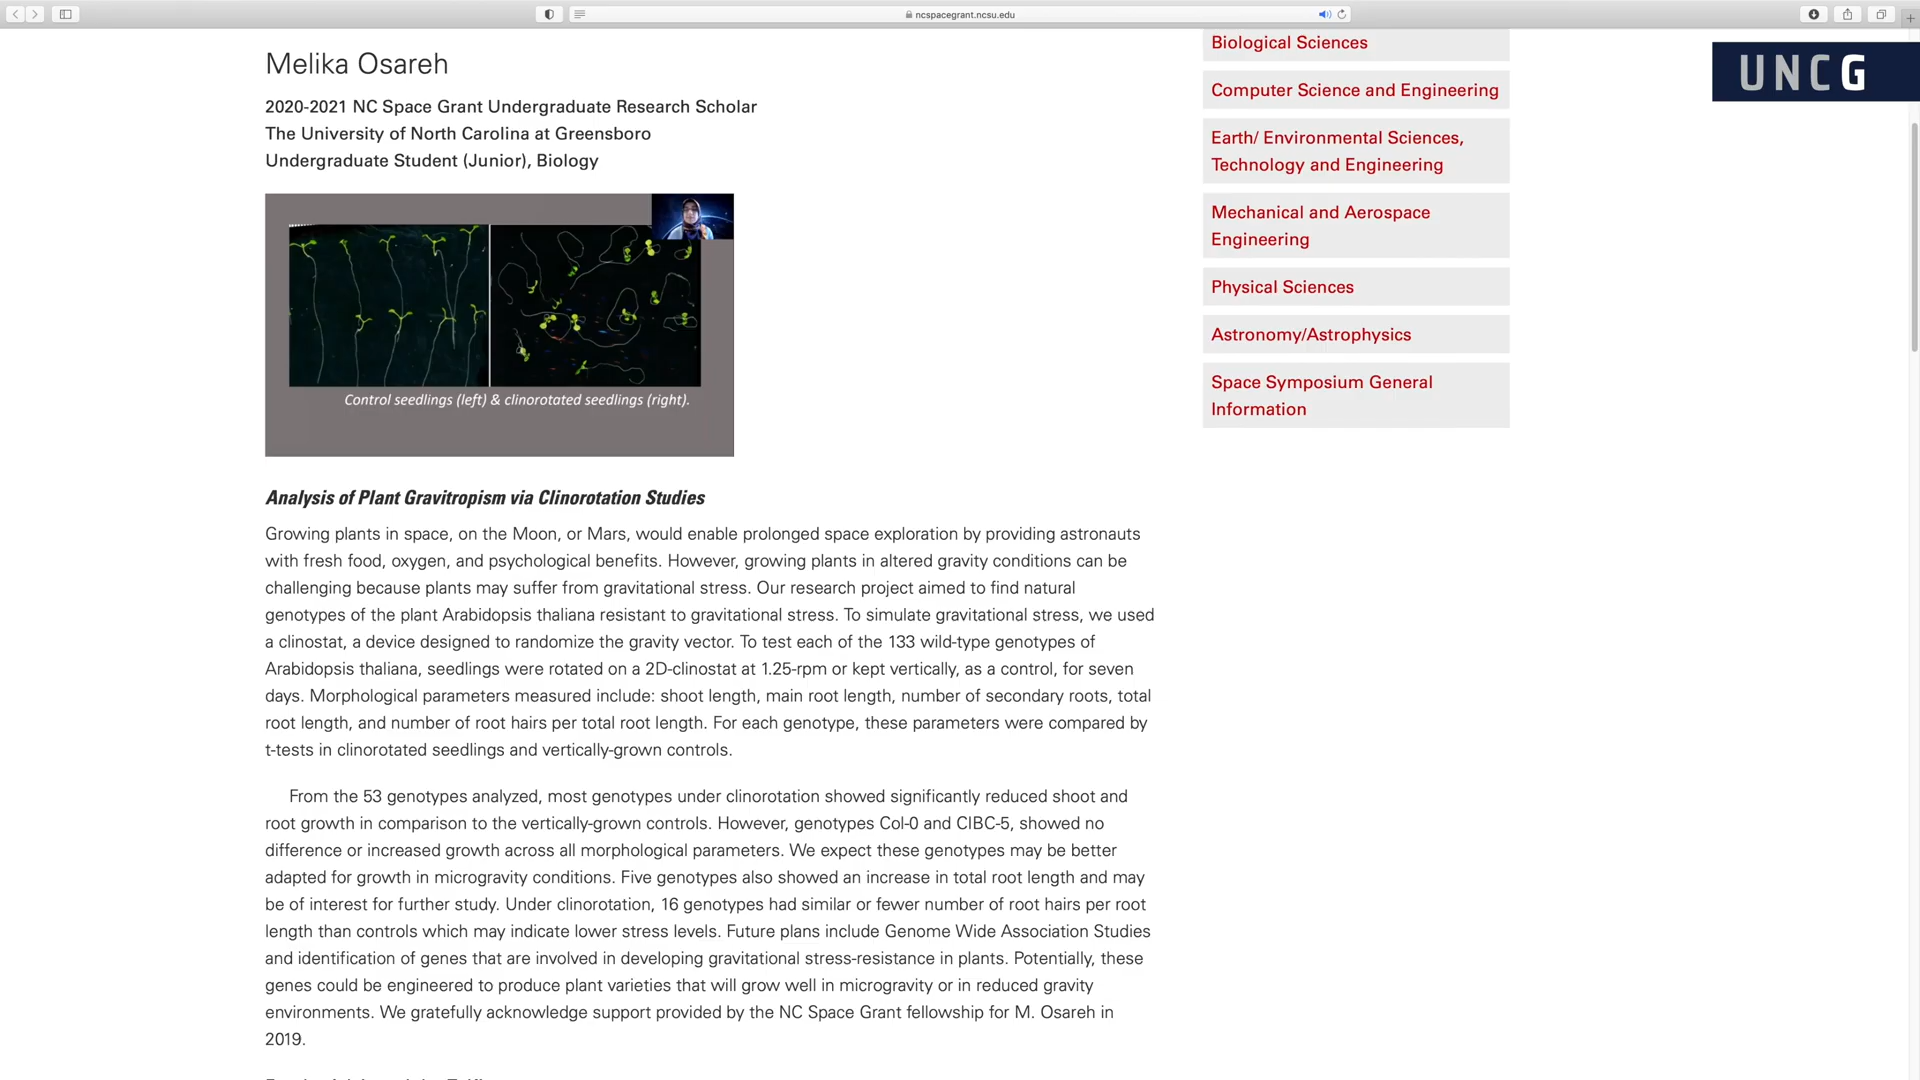 ncspacegrant.ncsu.edu
Melika Osareh
2020-2021 NC Space Grant Undergraduate Research Scholar
The University of North Carolina at Greensboro
Undergraduate Student (Junior), Biology
Control seedlings (left) & clinorotated seedlings (right).
Analysis of Plant Gravitropism via Clinorotation Studies
Growing plants in space, on the Moon, or Mars, would enable prolonged space exploration by providing astronauts
with fresh food, oxygen, and psychological benefits. However, growing plants in altered gravity conditions can be
challenging because plants may suffer from gravitational stress. Our research project aimed to find natural
genotypes of the plant Arabidopsis thaliana resistant to gravitational stress. To simulate gravitational stress, we used
a clinostat, a device designed to randomize the gravity vector. To test each of the 133 wild-type genotypes of
Arabidopsis thaliana, seedlings were rotated on a 2D-clinostat at 1.25-rpm or kept vertically, as a control, for seven
days. Morphological parameters measured include: shoot length, main root length, number of secondary roots, total
root length, and number of root hairs per total root length. For each genotype, these parameters were compared by
t-tests in clinorotated seedlings and vertically-grown controls.
From the 53 genotypes analyzed, most genotypes under clinorotation showed significantly reduced shoot and
root growth in comparison to the vertically-grown controls. However, genotypes Col-0 and CIBC-5, showed no
difference or increased growth across all morphological parameters. We expect these genotypes may be better
adapted for growth in microgravity conditions. Five genotypes also showed an increase in total root length and may
be of interest for further study. Under clinorotation, 16 genotypes had similar or fewer number of root hairs per root
length than controls which may indicate lower stress levels. Future plans include Genome Wide Association Studies
and identification of genes that are involved in developing gravitational stress-resistance in plants. Potentially, these
genes could be engineered to produce plant varieties that will grow well in microgravity or in reduced gravity
environments. We gratefully acknowledge support provided by the NC Space Grant fellowship for M. Osareh in
2019.
Biological Sciences
Computer Science and Engineering
Earth/ Environmental Sciences,
Technology and Engineering
Mechanical and Aerospace
Engineering
Physical Sciences
Astronomy/Astrophysics
Space Symposium General
Information
UNCG